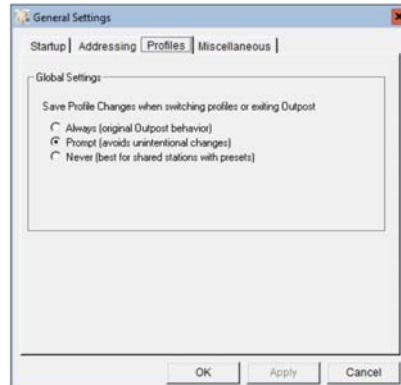 General Settings
Startup Addressing Profiles Miscellaneous
Global Settings
Save Profile Changes when switching profiles or exiting Outpost
Always (original Outpost behavior)
Prompt (avoids unintentional changes)
Never (best for shared stations with presets)
OK Apply Cancel